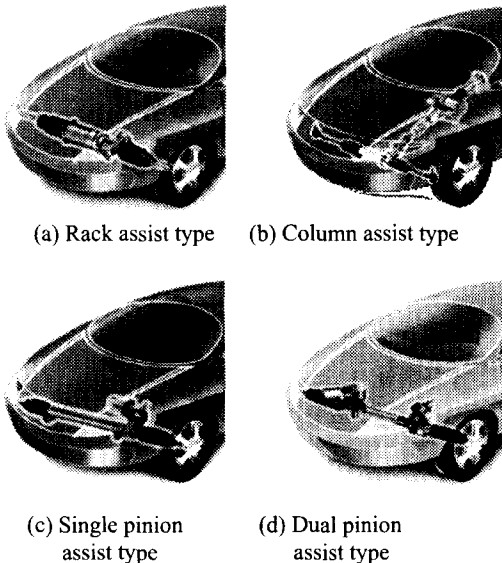 (a) Rack assist type
(b) Column assist type
(c) Single pinion
assist type
(d) Dual pinion
assist type